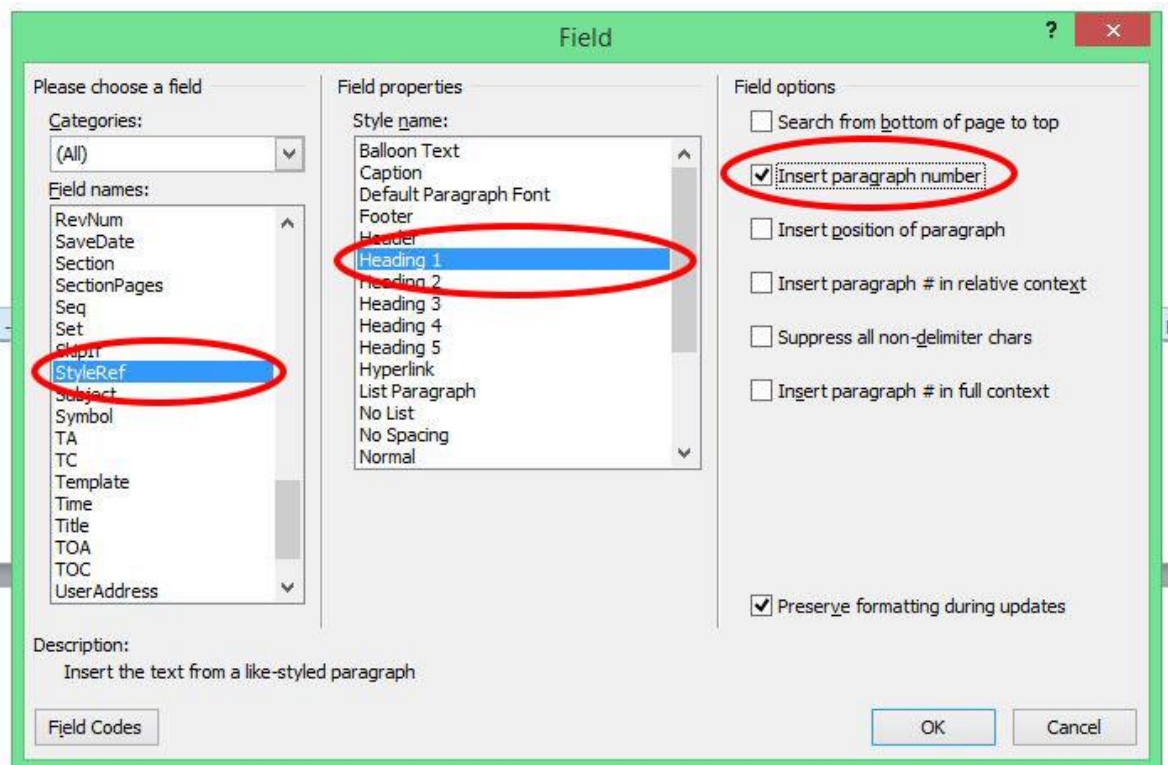 Field
?
Please choose a field
Categories:
(All)
Field names:
RevNum
SaveDate
Section
SectionPages
Seq
Set
SkipIf
StyleRef
Subject
Symbol
TA
TC
Template
Time
Title
TOA
TOC
UserAddress
Field properties
Style name:
Balloon Text
Caption
Default Paragraph Font
Footer
Header
Heading 1
Heading 2
Heading 3
Heading 4
Heading 5
Hyperlink
List Paragraph
No List
No Spacing
Normal
Field options
Search from bottom of page to top
Insert paragraph number
Insert position of paragraph
Insert paragraph # in relative context
Suppress all non-delimiter chars
Insert paragraph # in full context
Preserve formatting during updates
Description:
Insert the text from a like-styled paragraph
Field Codes
OK
Cancel